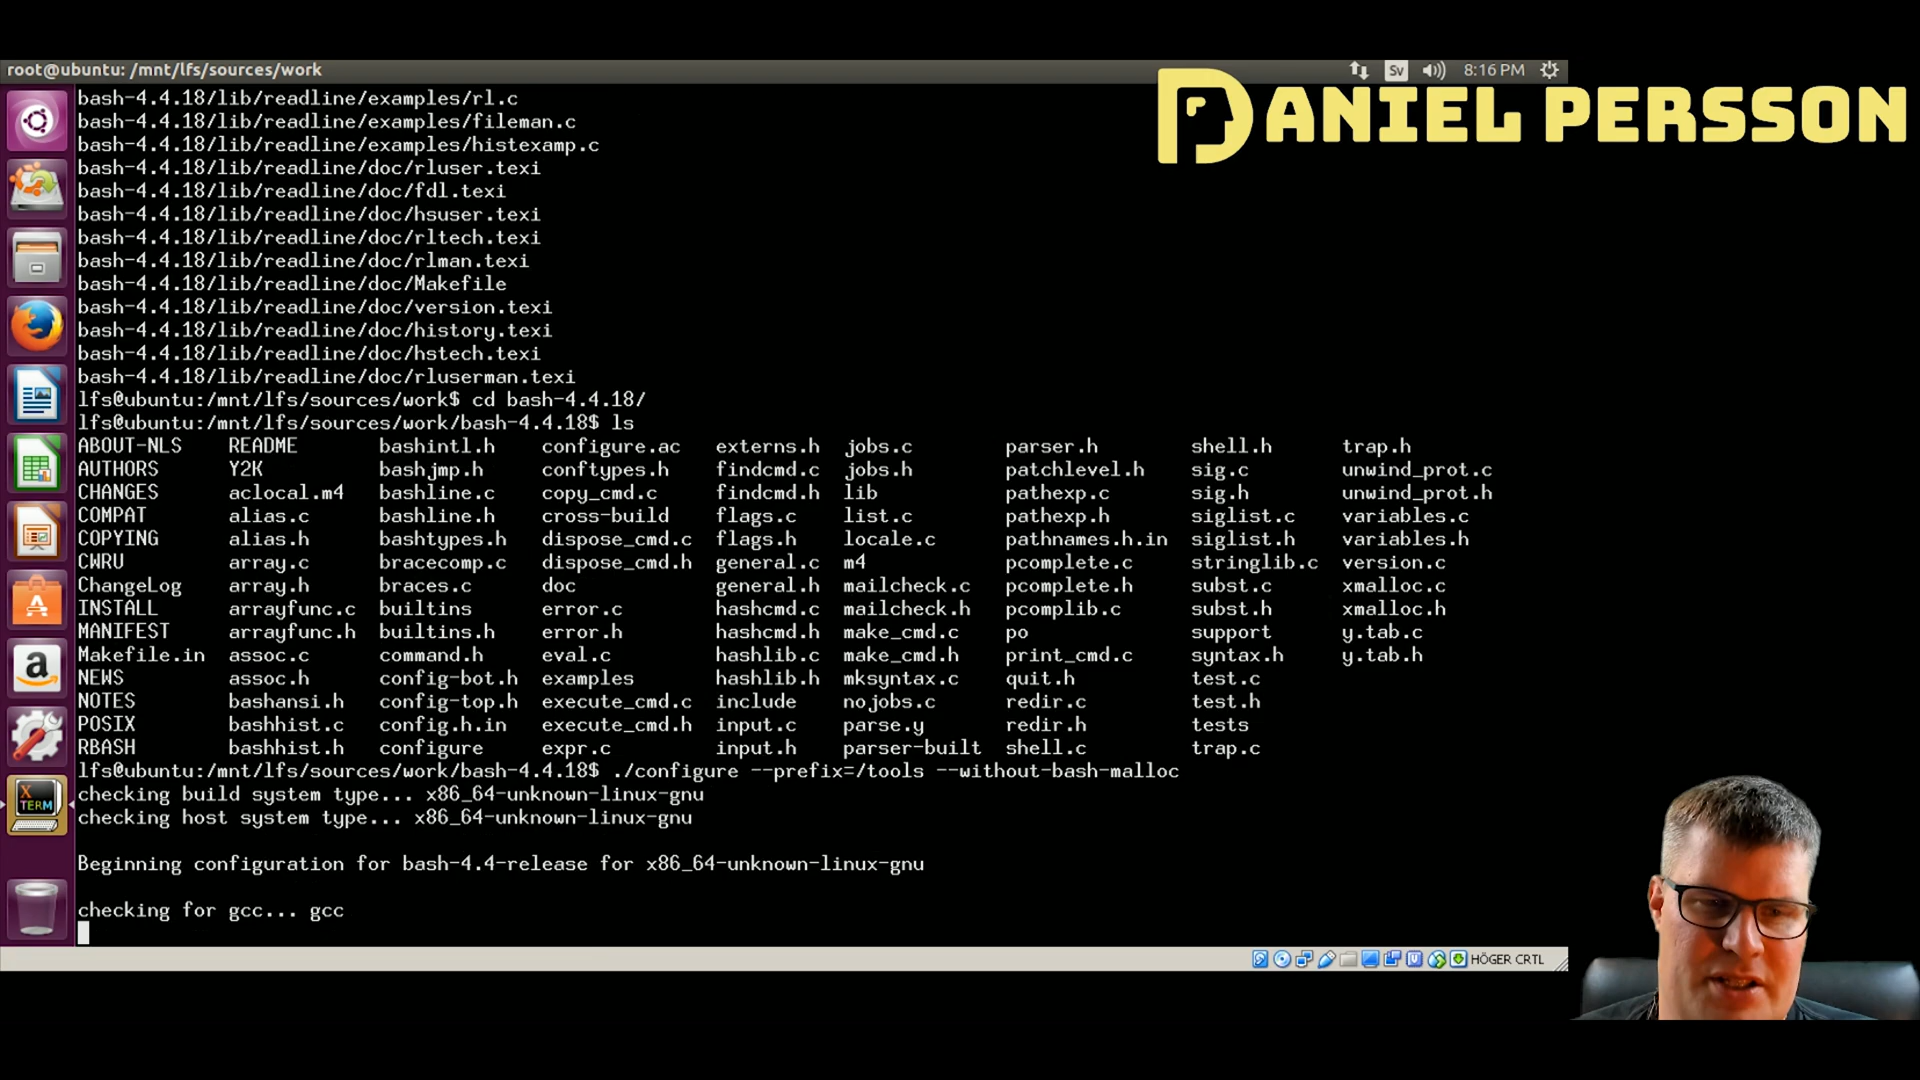 root@ubuntu: /mnt/lfs/sources/work
Sv 8:16 PM
DANIEL PERSSON
bash-4.4.18/lib/readline/examples/rl.c
bash-4.4.18/lib/readline/examples/fileman.c
bash-4.4.18/lib/readline/examples/histexamp.c
bash-4.4.18/lib/readline/doc/rluser.texi
bash-4.4.18/lib/readline/doc/fdl.texi
bash-4.4.18/lib/readline/doc/hsuser.texi
bash-4.4.18/lib/readline/doc/rltech.texi
bash-4.4.18/lib/readline/doc/rlman.texi
bash-4.4.18/lib/readline/doc/Makefile
bash-4.4.18/lib/readline/doc/version.texi
bash-4.4.18/lib/readline/doc/history.texi
bash-4.4.18/lib/readline/doc/hstech.texi
bash-4.4.18/lib/readline/doc/rluserman.texi
lfs@ubuntu:/mnt/lfs/sources/work$ cd bash-4.4.18/
lfs@ubuntu:/mnt/lfs/sources/work/bash-4.4.18$ ls
ABOUT-NLS README bashintl.h configure.ac externs.h jobs.c parser.h shell.h trap.h
AUTHORS Y2K bashjmp.h conftypes.h findcmd.c jobs.h patchlevel.h sig.c unwind_prot.c
CHANGES aclocal.m4 bashline.c copy_cmd.c findcmd.h lib pathexp.c sig.h unwind_prot.h
COMPAT alias.c bashline.h cross-build flags.c list.c pathexp.h siglist.c variables.c
COPYING alias.h bashtypes.h dispose_cmd.c flags.h locale.c pathnames.h.in siglist.h variables.h
CWRU array.c bracecomp.c dispose_cmd.h general.c m4 pcomplete.c stringlib.c version.c
ChangeLog array.h braces.c doc general.h mailcheck.c pcomplete.h subst.c xmalloc.c
INSTALL arrayfunc.c builtins error.c hashcmd.c mailcheck.h pcomplib.c subst.h xmalloc.h
MANIFEST arrayfunc.h builtins.h error.h hashcmd.h make_cmd.c po support y.tab.c
Makefile.in assoc.c command.h eval.c hashlib.c make_cmd.h print_cmd.c syntax.h y.tab.h
NEWS assoc.h config-bot.h examples hashlib.h mksyntax.c quit.h test.c
NOTES bashansi.h config-top.h execute_cmd.c include nojobs.c redir.c test.h
POSIX bashhist.c config.h.in execute_cmd.h input.c parse.y redir.h tests
RBASH bashhist.h configure expr.c input.h parser-built shell.c trap.c
lfs@ubuntu:/mnt/lfs/sources/work/bash-4.4.18$ ./configure --prefix=/tools --without-bash-malloc
checking build system type... x86_64-unknown-linux-gnu
checking host system type... x86_64-unknown-linux-gnu
Beginning configuration for bash-4.4-release for x86_64-unknown-linux-gnu
checking for gcc... gcc
X
TERM
HÖGER CRTL